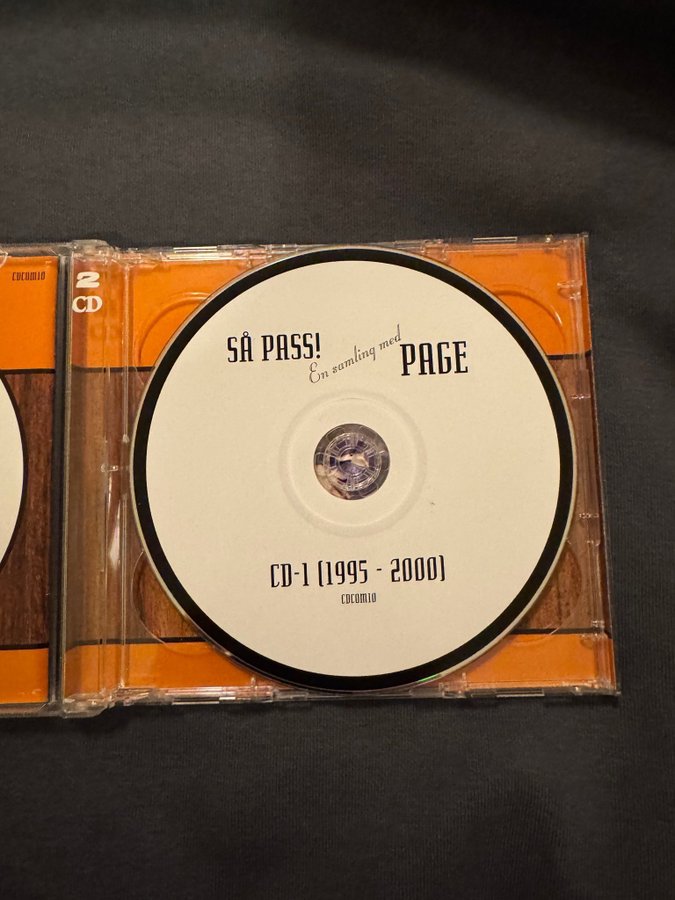 CDCOM10
2
CD
SÅ PASS!
En samling med
PAGE
CD-1 (1995 - 2000)
CDCOM10